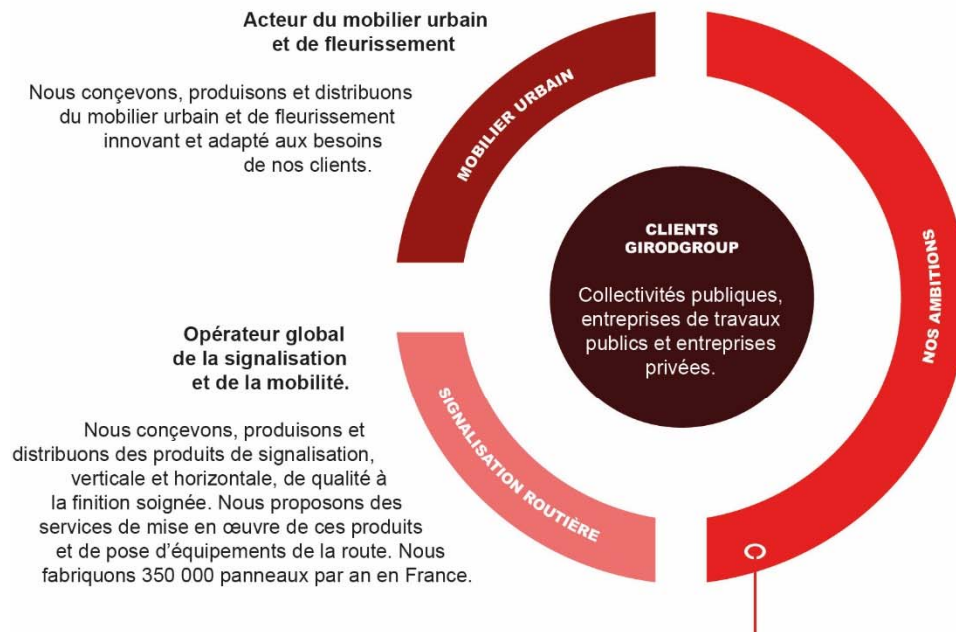 Acteur du mobilier urbain
et de fleurissement
Nous conçevons, produisons et distribuons
du mobilier urbain et de fleurissement
innovant et adapté aux besoins
de nos clients.
MOBILIER URBAIN
CLIENTS
GIRODGROUP
Collectivités publiques,
entreprises de travaux
publics et entreprises
privées.
NOS AMBITIONS
Opérateur global
de la signalisation
et de la mobilité.
Nous conçevons, produisons et
distribuons des produits de signalisation,
verticale et horizontale, de qualité à
la finition soignée. Nous proposons des
services de mise en œuvre de ces produits
et de pose d'équipements de la route. Nous
fabriquons 350 000 panneaux par an en France.
SIGNALISATION ROUTIÈRE